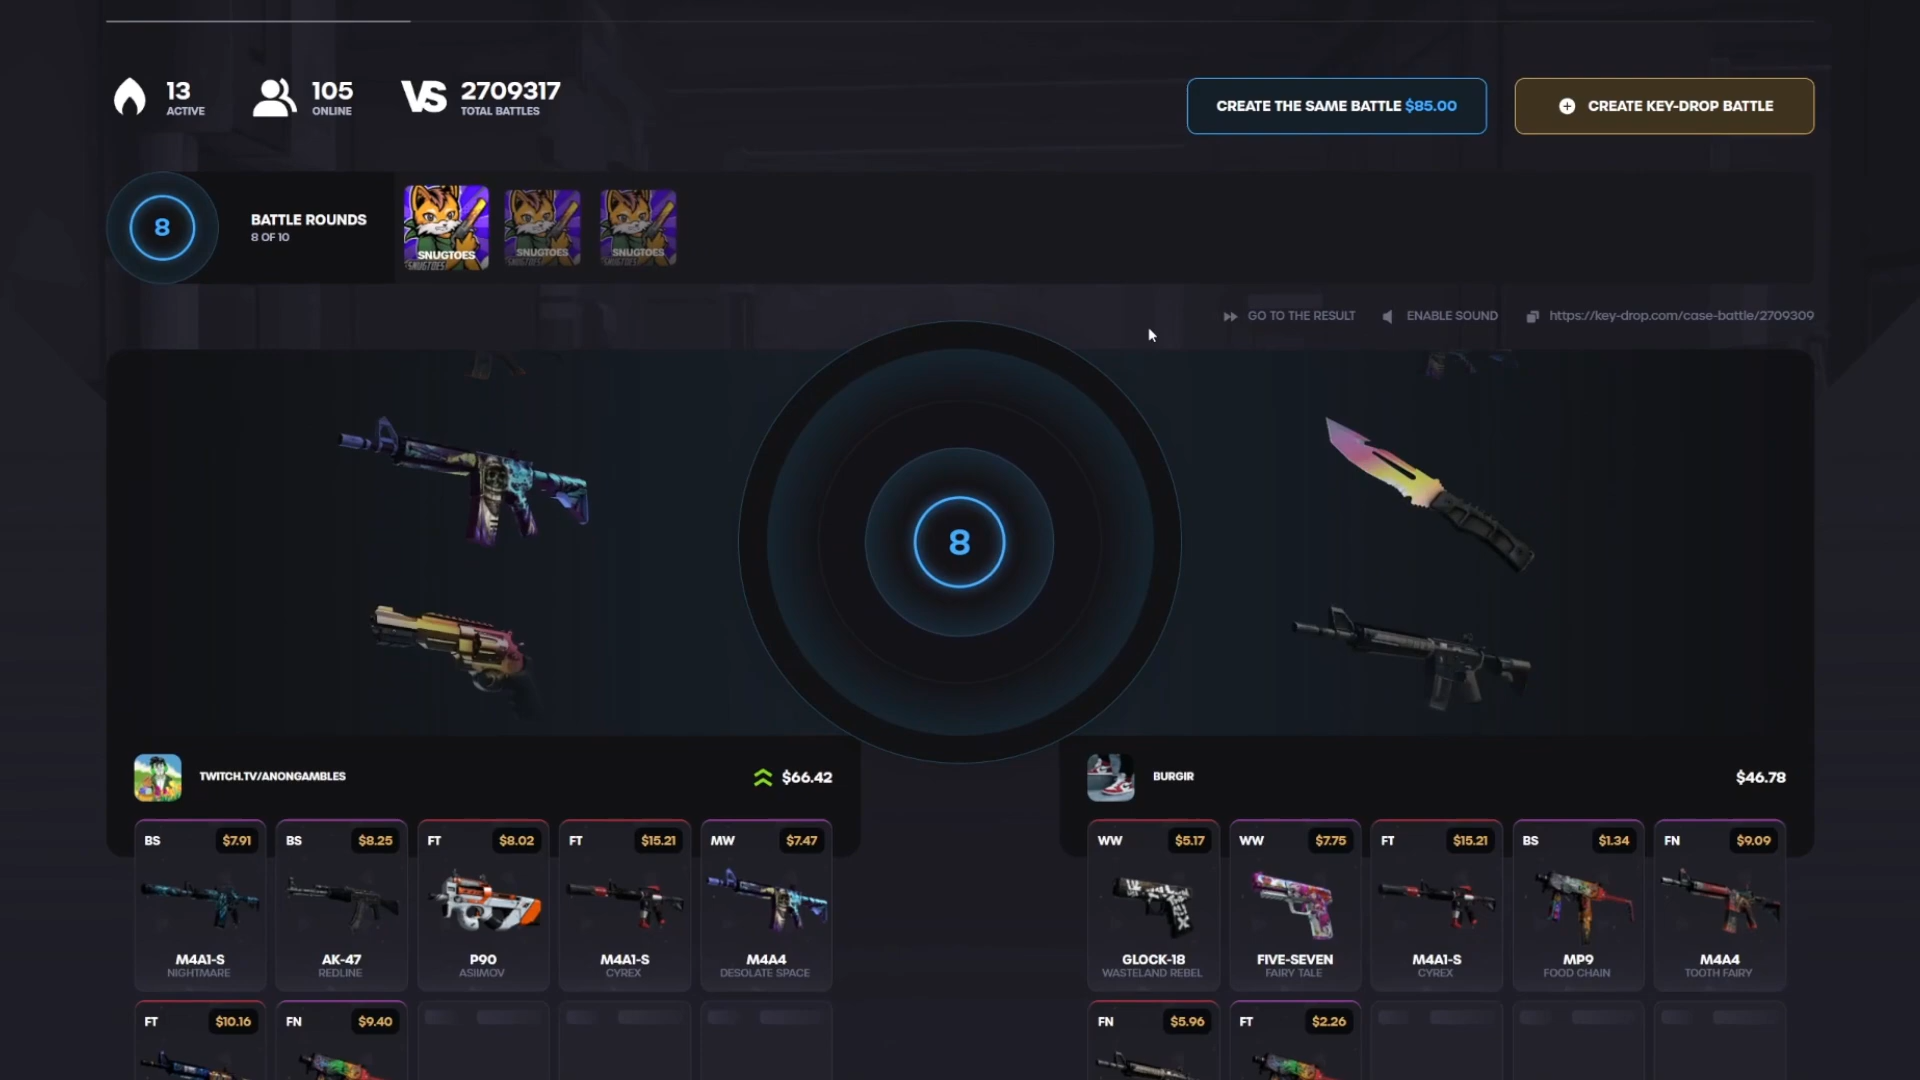 13
ACTIVE
105
ONLINE
VS
2709317
TOTAL BATTLES
CREATE THE SAME BATTLE $85.00
CREATE KEY-DROP BATTLE
8
BATTLE ROUNDS
8 OF 10
SNUGTOES
SNUGTOES
SNUGTOES
SNUGTOES
SNUGTOES
SNUGTOES
GO TO THE RESULT
ENABLE SOUND
https://key-drop.com/case-battle/2709309
8
TWITCH.TV/ANONGAMBLES
$66.42
BURGIR
$46.78
BS $7.91
BS $8.25
FT $8.02
FT $15.21
MW $7.47
WW $5.17
WW $7.75
FT $15.21
BS $1.34
FN $9.09
M4A1-S
NIGHTMARE
AK-47
REDLINE
P90
ASIIMOV
M4A1-S
CYREX
M4A4
DESOLATE SPACE
GLOCK-18
WASTELAND REBEL
FIVE-SEVEN
FAIRY TALE
M4A1-S
CYREX
MP9
FOOD CHAIN
M4A4
TOOTH FAIRY
FT $10.16
FN $9.40
FN $5.96
FT $2.26